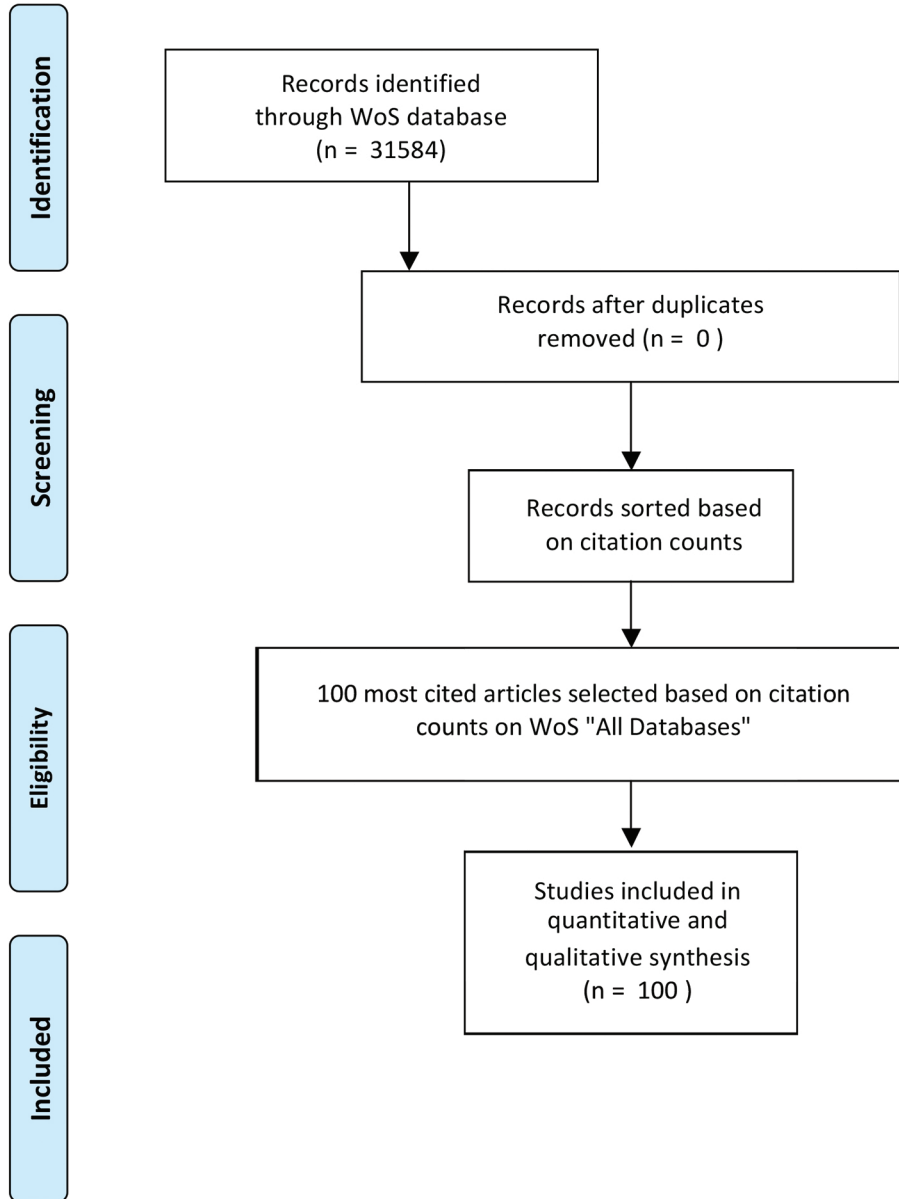 Identification
Records identified
through WoS database
(n =  31584)
Records after duplicates
removed (n =  0 )
Screening
Records sorted based
on citation counts
Eligibility
100 most cited articles selected based on citation
counts on WoS "All Databases"
Studies included in
quantitative and
qualitative synthesis
(n =  100 )
Included